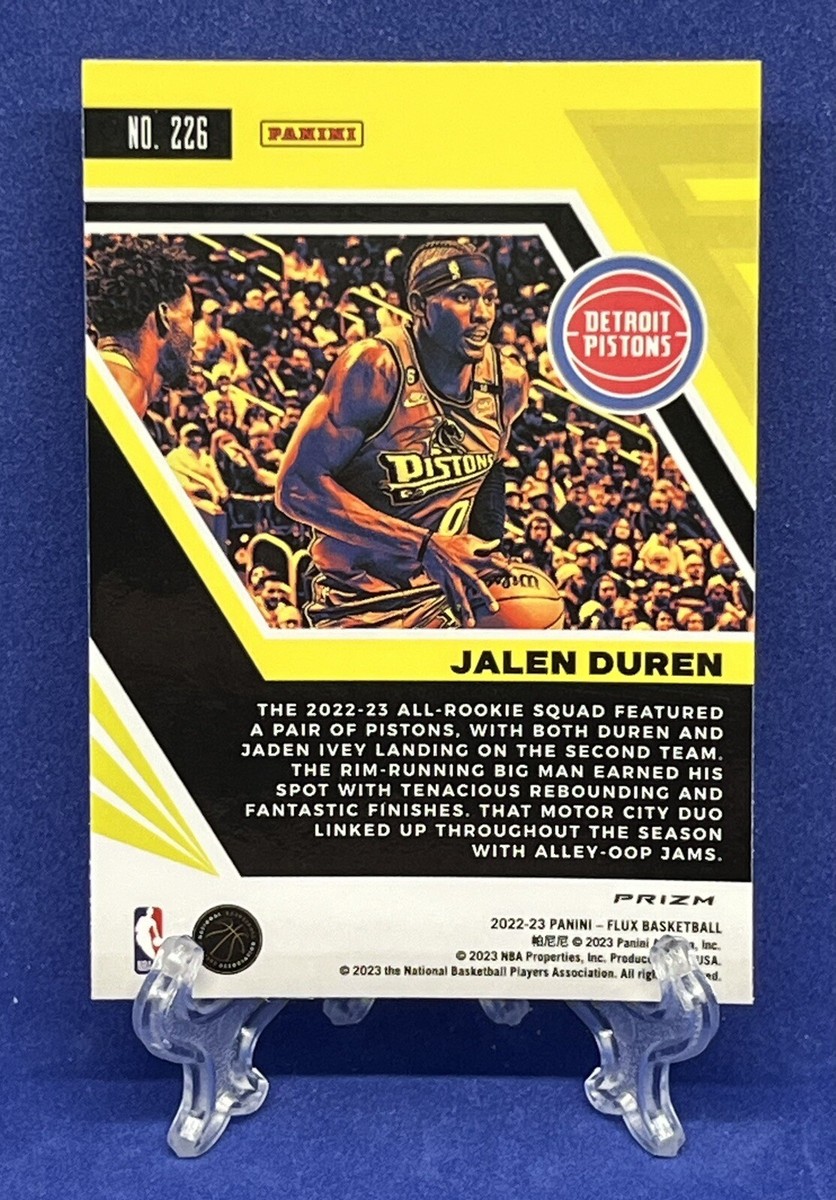 NO. 226
PANINI
DETROIT
PISTONS
6
PISTONS
0
JALEN DUREN
THE 2022-23 ALL-ROOKIE SQUAD FEATURED
A PAIR OF PISTONS, WITH BOTH DUREN AND
JADEN IVEY LANDING ON THE SECOND TEAM.
THE RIM-RUNNING BIG MAN EARNED HIS
SPOT WITH TENACIOUS REBOUNDING AND
FANTASTIC FINISHES. THAT MOTOR CITY DUO
LINKED UP THROUGHOUT THE SEASON
WITH ALLEY-OOP JAMS.
PRIZM
2022-23 PANINI – FLUX BASKETBALL
帕尼尼 © 2023 Panini Inc.
© 2023 NBA Properties, Inc. USA.
© 2023 the National Basketball Players Association. All
NBA